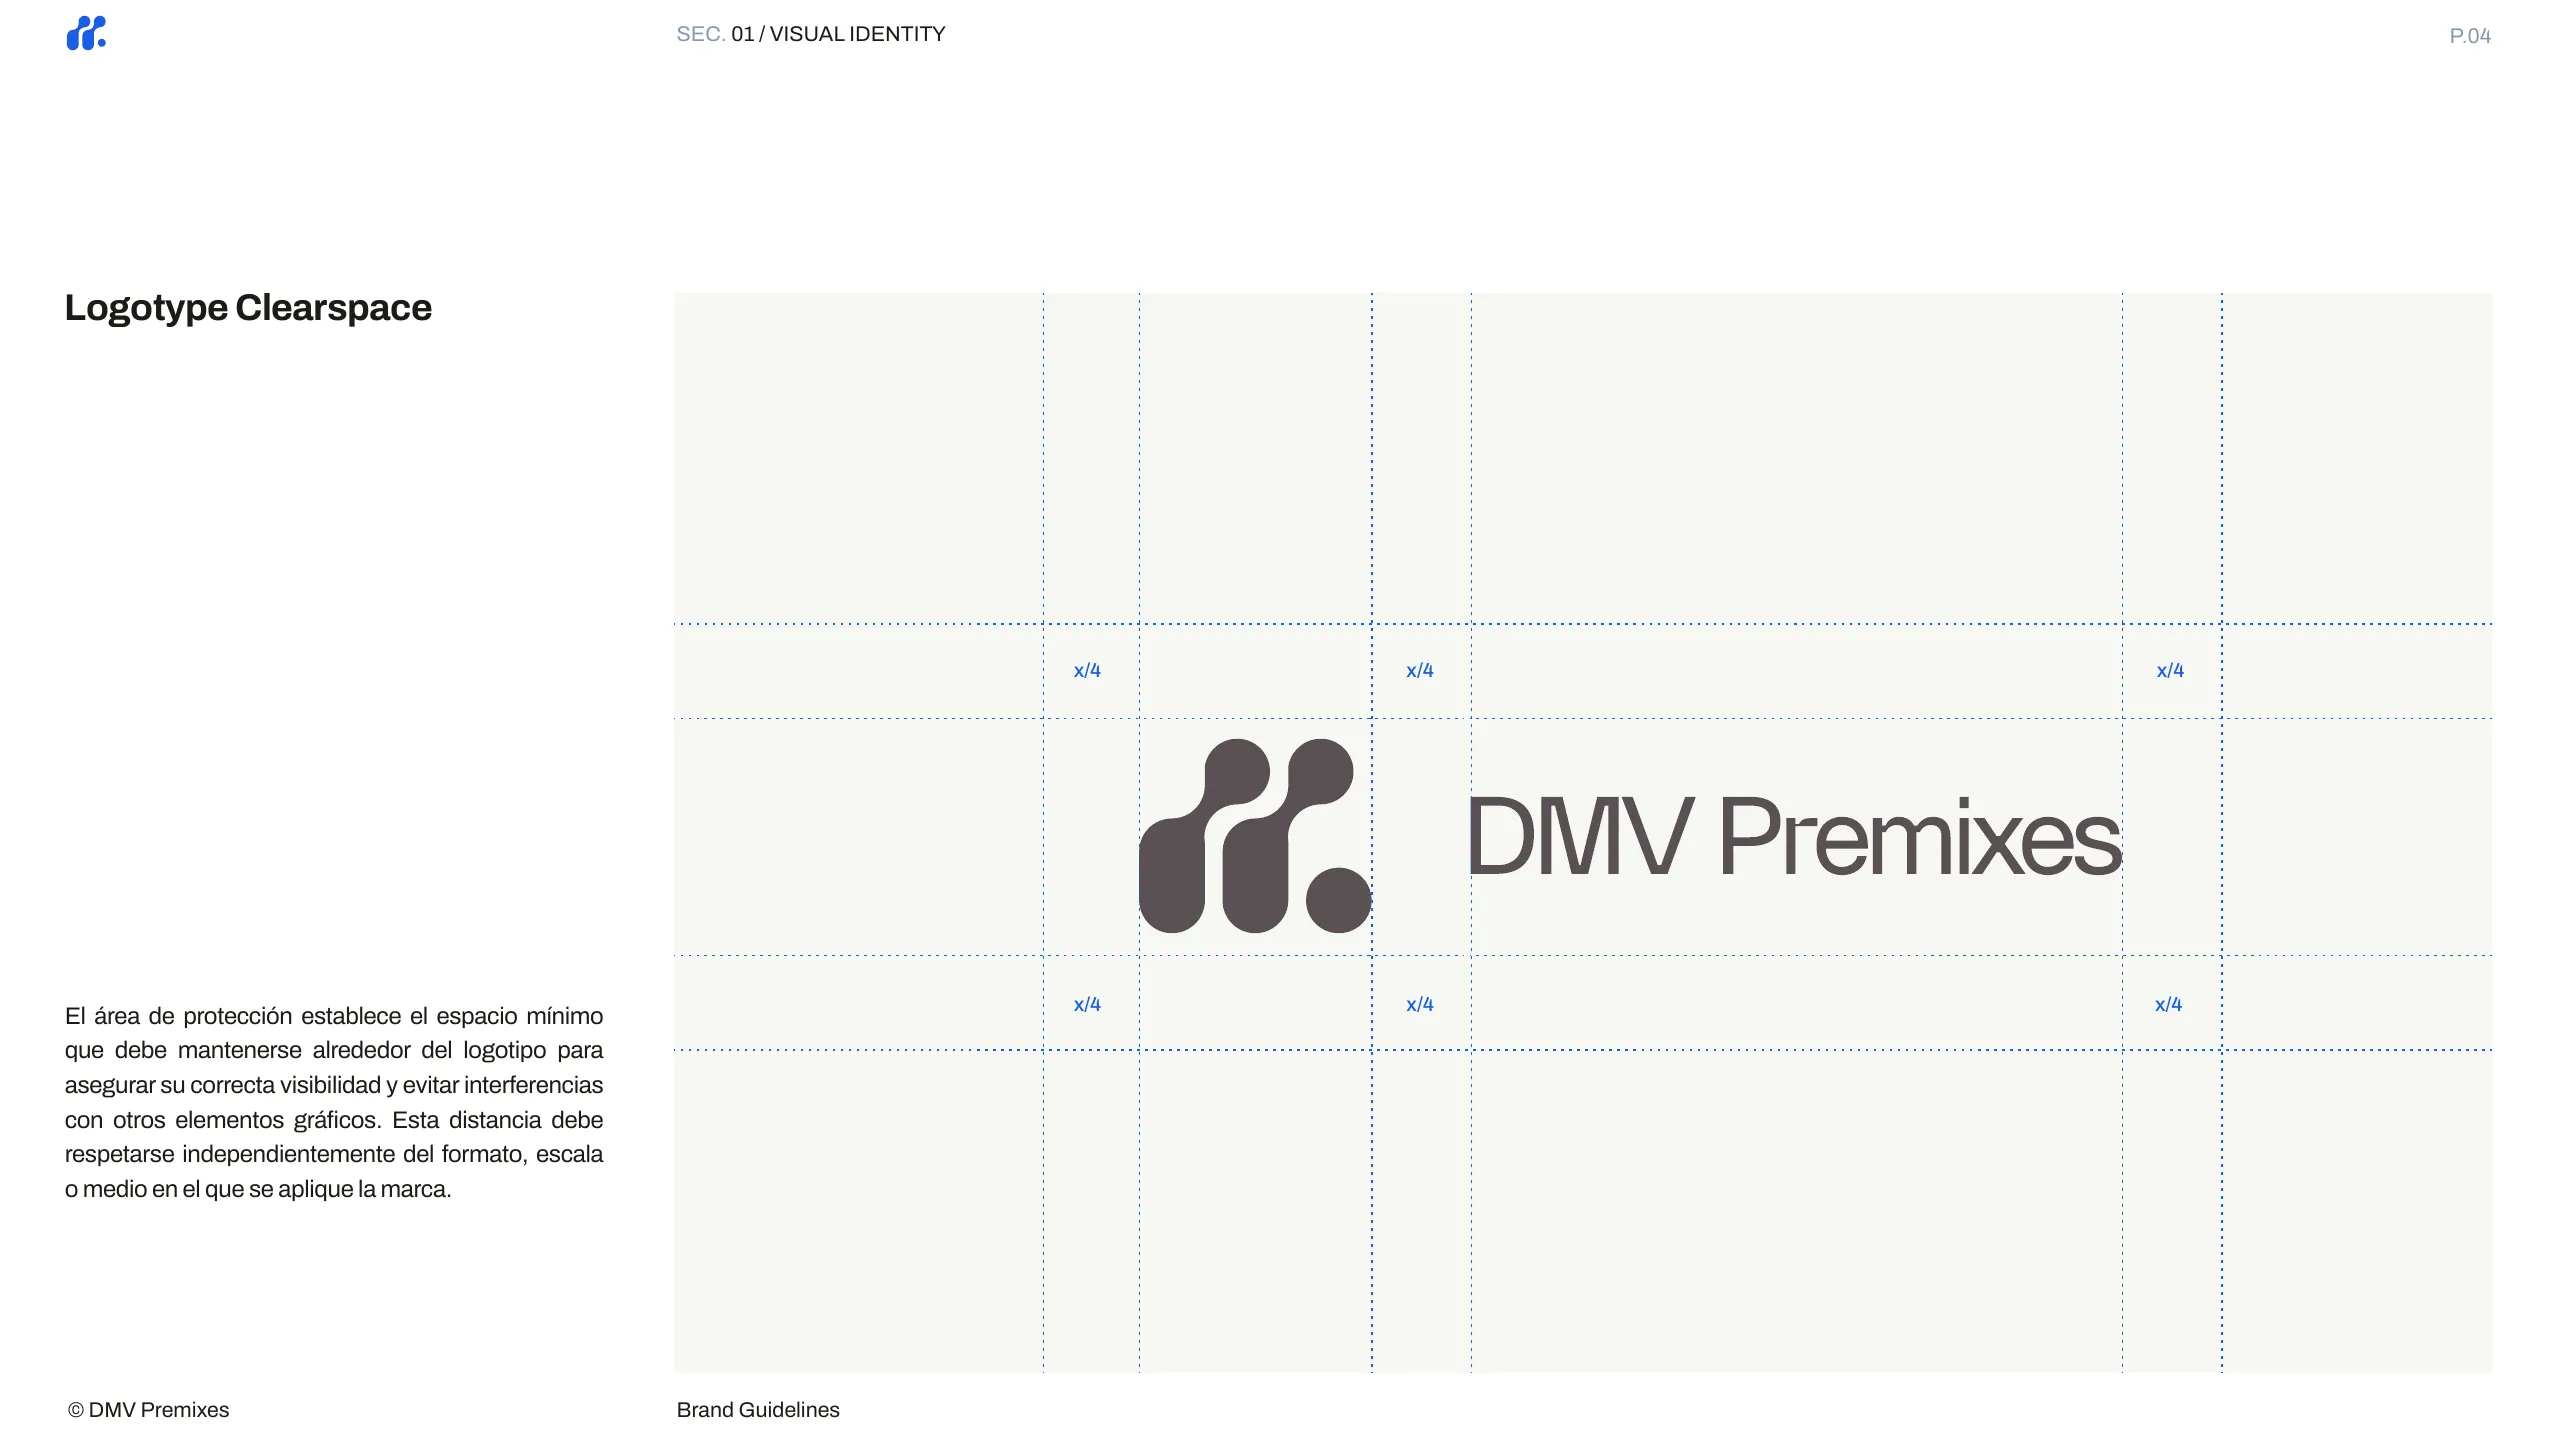 SEC. 01 / VISUAL IDENTITY
P.04
Logotype Clearspace
x/4 x/4 x/4
DMV Premixes
x/4 x/4 x/4
El área de protección establece el espacio mínimo
que debe mantenerse alrededor del logotipo para
asegurar su correcta visibilidad y evitar interferencias
con otros elementos gráficos. Esta distancia debe
respetarse independientemente del formato, escala
o medio en el que se aplique la marca.
© DMV Premixes
Brand Guidelines